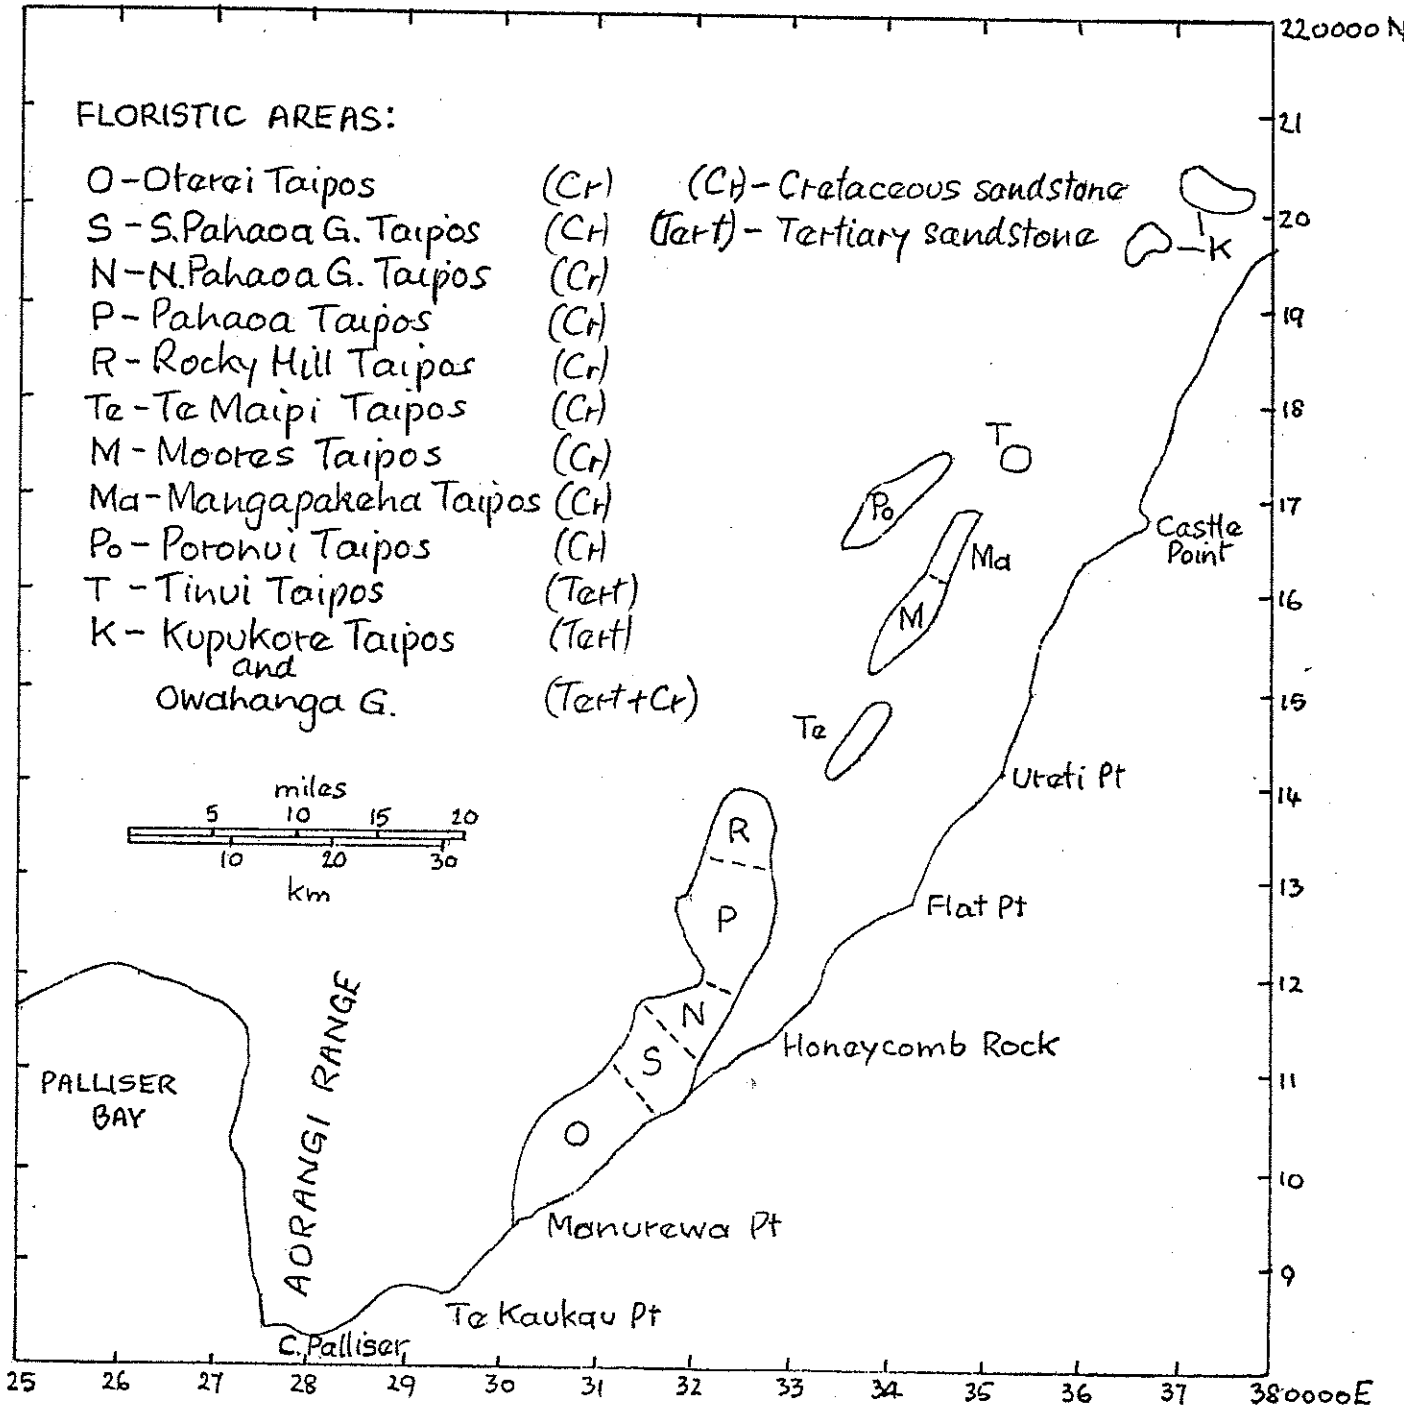 220000 N
FLORISTIC AREAS:
21
O-Oterei Taipos (Cr) (Cr)-Cretaceous sandstone
20
S-S.Pahaoa G. Taipos (Cr) (Tert)-Tertiary sandstone
K
N-N.Pahaoa G. Taipos (Cr)
P-Pahaoa Taipos (Cr)
19
R-Rocky Hill Taipos (Cr)
Te-Te Maipi Taipos (Cr)
18
M-Moores Taipos (Cr)
T
Ma-Mangapakeha Taipos (Cr)
Po
17
Castle
Point
Po-Poronui Taipos (Cr)
Ma
T-Tinui Taipos (Tert)
16
M
K-Kupukore Taipos (Tert)
and
Owahanga G. (Tert+Cr)
15
Te
Ureti Pt
miles
14
5 10 15 20
R
10 20 30
km
13
Flat Pt
P
12
N
Honeycomb Rock
S
AORANGI RANGE
PALLISER
BAY
11
O
10
Manurewa Pt
9
Te Kaukau Pt
C. Palliser
25 26 27 28 29 30 31 32 33 34 35 36 37 380000E